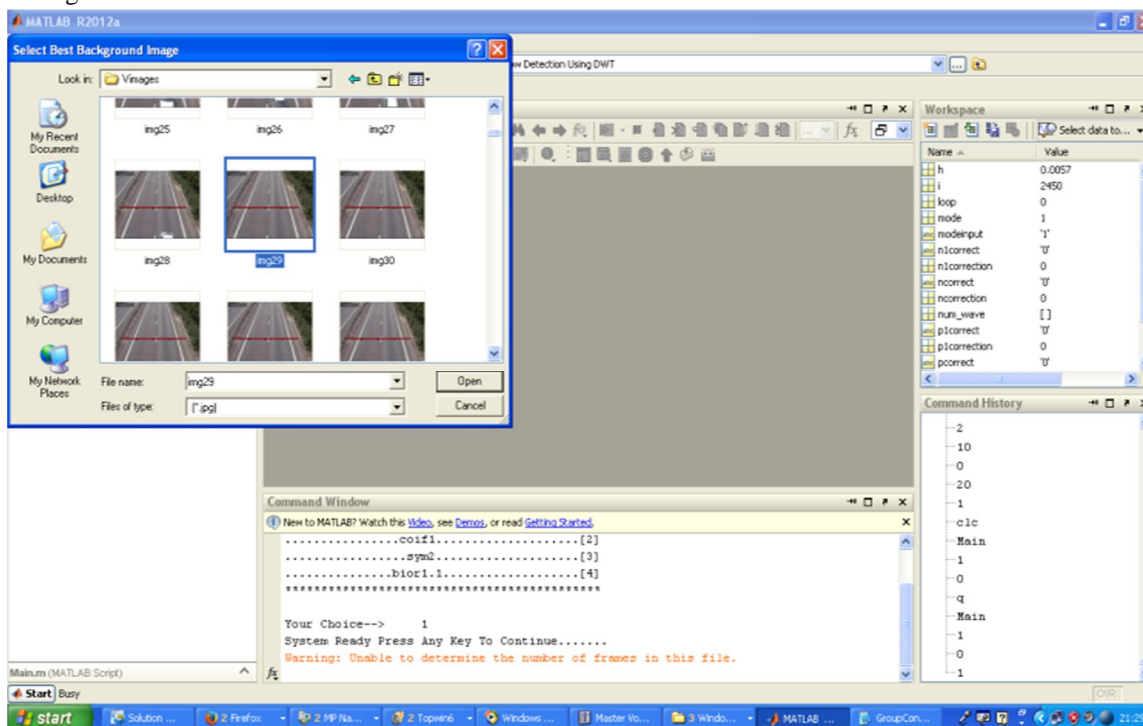 MATLAB R2012a
Select Best Background Image
Look in: Vimages
ow Detection Using DWT
My Recent Documents
Desktop
My Documents
My Computer
My Network Places
img25 img26 img27
img28 img29 img30
File name: img29
Files of type: (*.jpg)
Open
Cancel
Workspace
Select data to...
Name Value
h 0.0057
i 2450
loop 0
mode 1
modeinput '1'
n1correct '0'
n1correction 0
ncorrect '0'
ncorrection 0
num_wave []
p1correct '0'
p1correction 0
pcorrect '0'
Command History
2
10
0
20
1
clc
Main
1
0
q
Main
1
0
1
Command Window
New to MATLAB? Watch this Video, see Demos, or read Getting Started.
................coif1....................[2]
.................sym2....................[3]
...............bior1.1...................[4]
********************************************
Your Choice--> 1
System Ready Press Any Key To Continue.......
Warning: Unable to determine the number of frames in this file.
fx
Main.m (MATLAB Script)
Start Busy
OVR
start
Solution ...
2 Firefox
2 MP Na...
2 Topwin6
Windows ...
Master Vo...
3 Windo...
MATLAB ...
GroupCon...